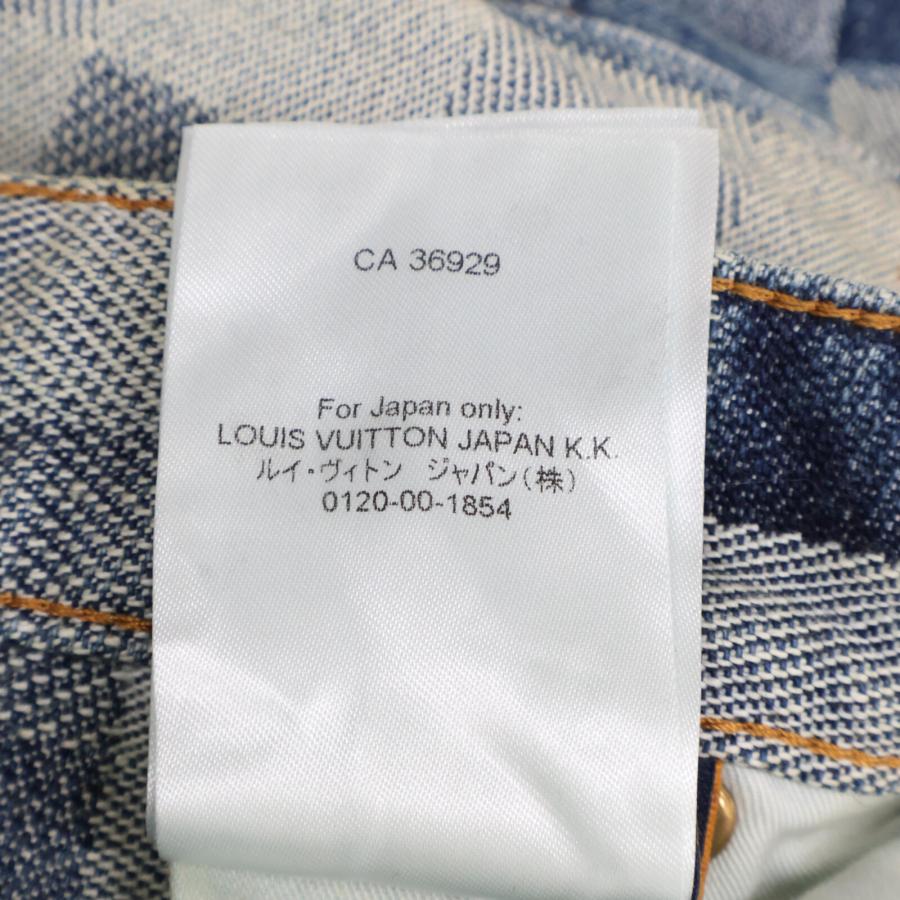 CA 36929
For Japan only:
LOUIS VUITTON JAPAN K.K.
ルイ・ヴィトン　ジャパン(株)
0120-00-1854